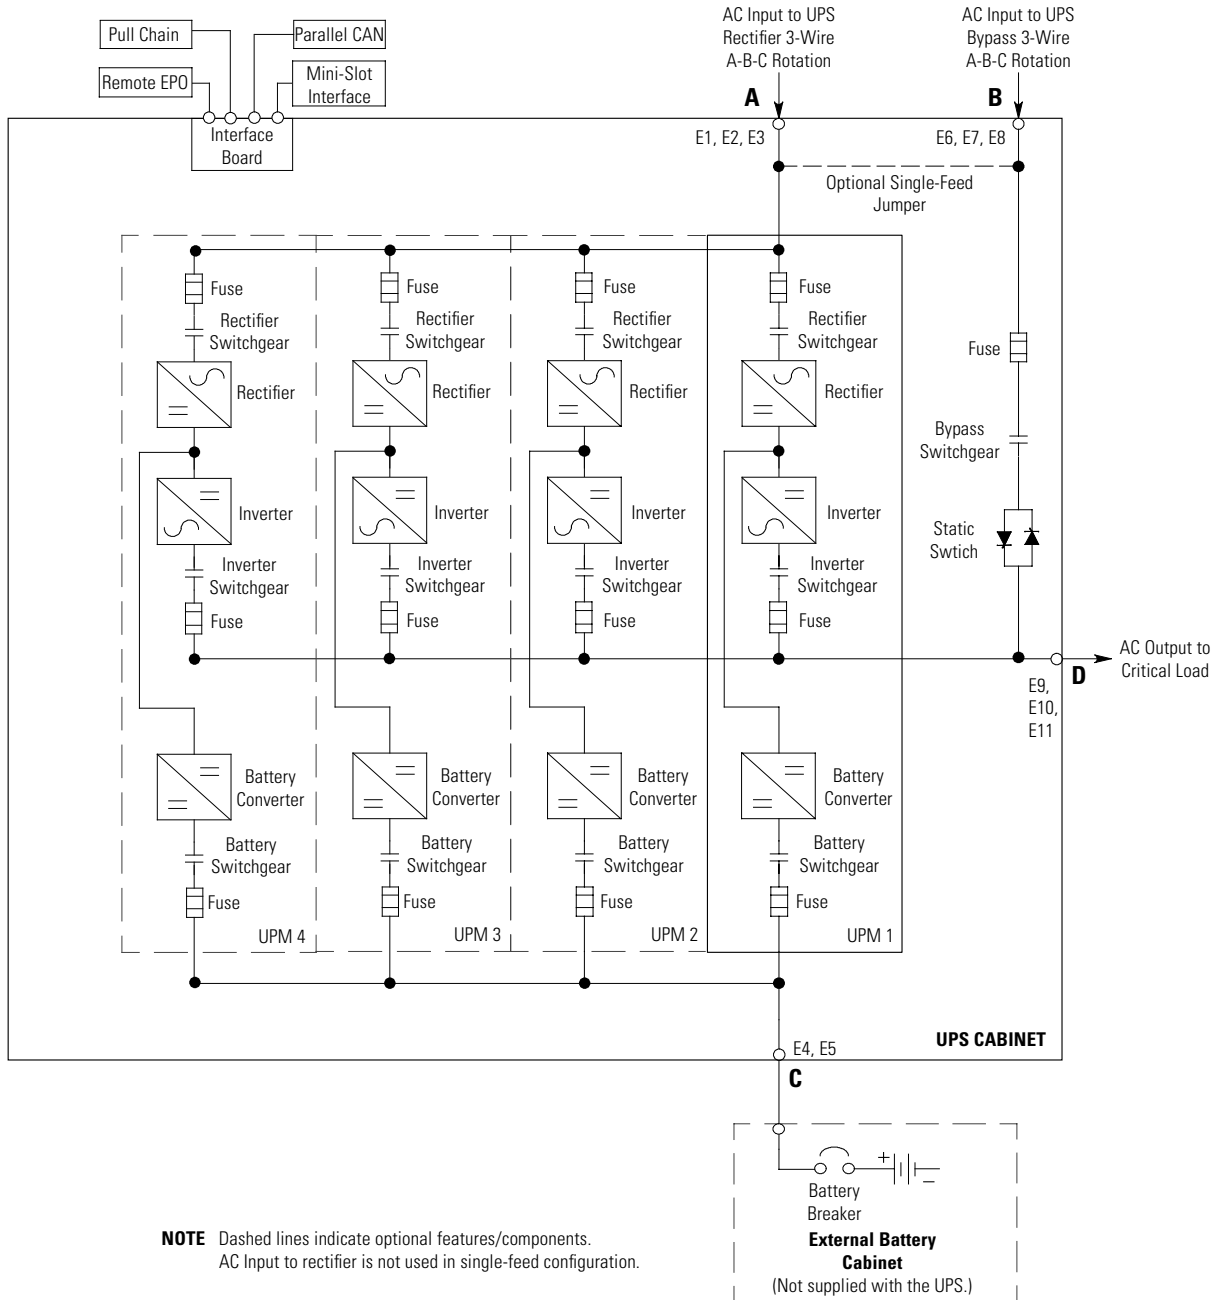 AC Input to UPS
Rectifier 3-Wire
A-B-C Rotation
AC Input to UPS
Bypass 3-Wire
A-B-C Rotation
Pull Chain
Parallel CAN
Remote EPO
Mini-Slot
Interface
Interface
Board
A
B
E1, E2, E3
E6, E7, E8
Optional Single-Feed
Jumper
Fuse
Rectifier
Switchgear
Rectifier
Inverter
Inverter
Switchgear
Fuse
Battery
Converter
Battery
Switchgear
Fuse
UPM 4
Fuse
Rectifier
Switchgear
Rectifier
Inverter
Inverter
Switchgear
Fuse
Battery
Converter
Battery
Switchgear
Fuse
UPM 3
Fuse
Rectifier
Switchgear
Rectifier
Inverter
Inverter
Switchgear
Fuse
Battery
Converter
Battery
Switchgear
Fuse
UPM 2
Fuse
Rectifier
Switchgear
Rectifier
Inverter
Inverter
Switchgear
Fuse
Battery
Converter
Battery
Switchgear
Fuse
UPM 1
Fuse
Bypass
Switchgear
Static
Swtich
D
AC Output to
Critical Load
E9,
E10,
E11
UPS CABINET
E4, E5
C
+
–
Battery
Breaker
External Battery
Cabinet
(Not supplied with the UPS.)
NOTE Dashed lines indicate optional features/components.
AC Input to rectifier is not used in single-feed configuration.